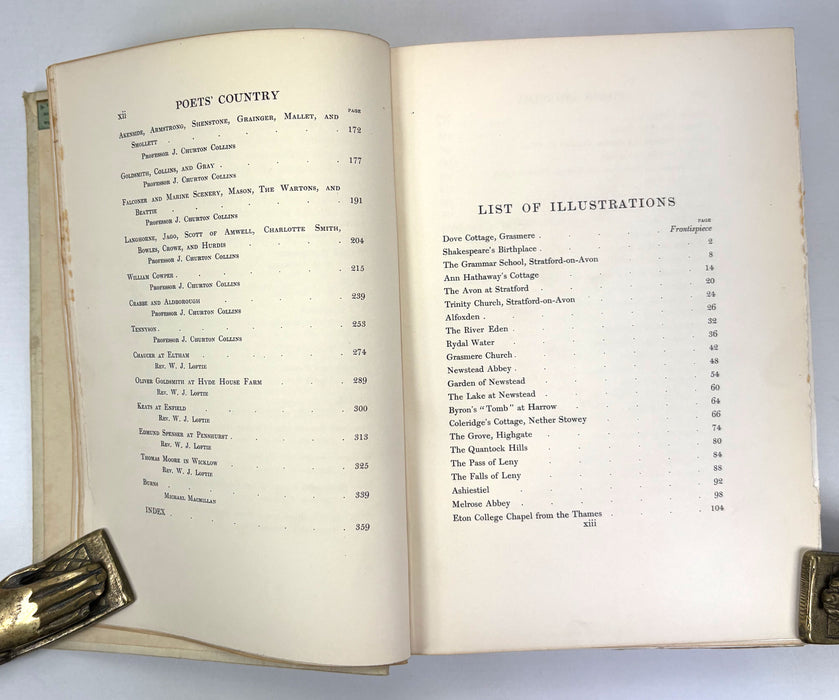 xii
POETS' COUNTRY
PAGE
AKENSIDE, ARMSTRONG, SHENSTONE, GRAINGER, MALLET, AND
SMOLLETT . . . . . . 172
PROFESSOR J. CHURTON COLLINS
GOLDSMITH, COLLINS, AND GRAY . . . . . 177
PROFESSOR J. CHURTON COLLINS
FALCONER AND MARINE SCENERY, MASON, THE WARTONS, AND
BEATTIE . . . . . . 191
PROFESSOR J. CHURTON COLLINS
LANGHORNE, JAGO, SCOTT OF AMWELL, CHARLOTTE SMITH,
BOWLES, CROWE, AND HURDIS . . . . . 204
PROFESSOR J. CHURTON COLLINS
WILLIAM COWPER . . . . . . 215
PROFESSOR J. CHURTON COLLINS
CRABBE AND ALDBOROUGH . . . . . 239
PROFESSOR J. CHURTON COLLINS
TENNYSON . . . . . . 253
PROFESSOR J. CHURTON COLLINS
CHAUCER AT ELTHAM . . . . . 274
REV. W. J. LOFTIE
OLIVER GOLDSMITH AT HYDE HOUSE FARM . . . 289
REV. W. J. LOFTIE
KEATS AT ENFIELD . . . . . 300
REV. W. J. LOFTIE
EDMUND SPENSER AT PENSHURST . . . . . 313
REV. W. J. LOFTIE
THOMAS MOORE IN WICKLOW . . . . . 325
REV. W. J. LOFTIE
BURNS . . . . . . 339
MICHAEL MACMILLAN
INDEX . . . . . . 359
LIST OF ILLUSTRATIONS
PAGE
Dove Cottage, Grasmere . . . . . Frontispiece
Shakespeare's Birthplace . . . . . 2
The Grammar School, Stratford-on-Avon . . . . 8
Ann Hathaway's Cottage . . . . . 14
The Avon at Stratford . . . . . 20
Trinity Church, Stratford-on-Avon . . . . 24
Alfoxden . . . . . . 26
The River Eden . . . . . . 32
Rydal Water . . . . . . 36
Grasmere Church . . . . . . 42
Newstead Abbey . . . . . . 48
Garden of Newstead . . . . . 54
The Lake at Newstead . . . . . 60
Byron's "Tomb" at Harrow . . . . . 64
Coleridge's Cottage, Nether Stowey . . . . 66
The Grove, Highgate . . . . . 74
The Quantock Hills . . . . . 80
The Pass of Leny . . . . . 84
The Falls of Leny . . . . . 88
Ashiestiel . . . . . . 92
Melrose Abbey . . . . . . 98
Eton College Chapel from the Thames . . . . 104
xiii